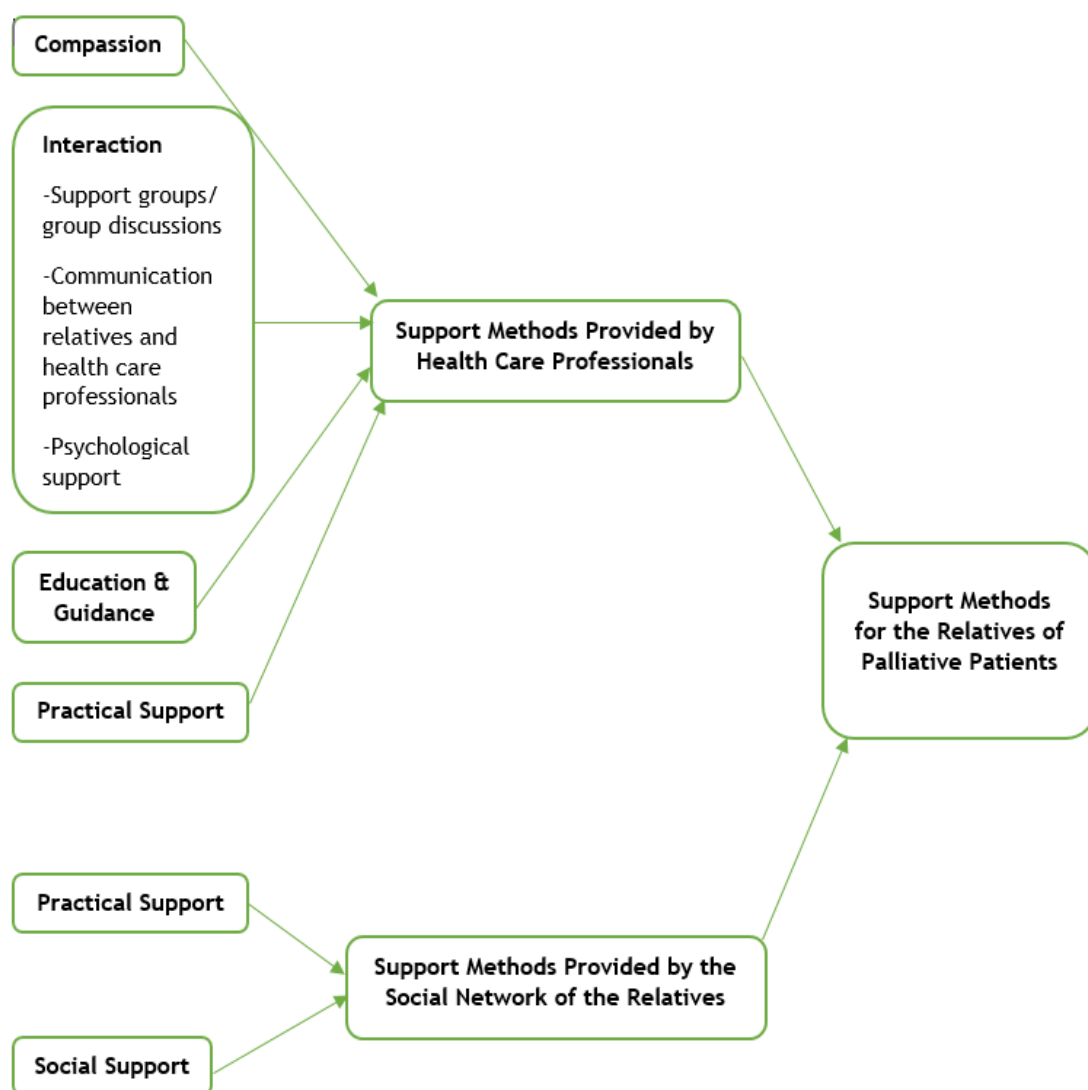 Compassion
Interaction
-Support groups/
group discussions
-Communication
between
relatives and
health care
professionals
-Psychological
support
Education &
Guidance
Practical Support
Support Methods Provided by
Health Care Professionals
Practical Support
Social Support
Support Methods Provided by the
Social Network of the Relatives
Support Methods
for the Relatives of
Palliative Patients